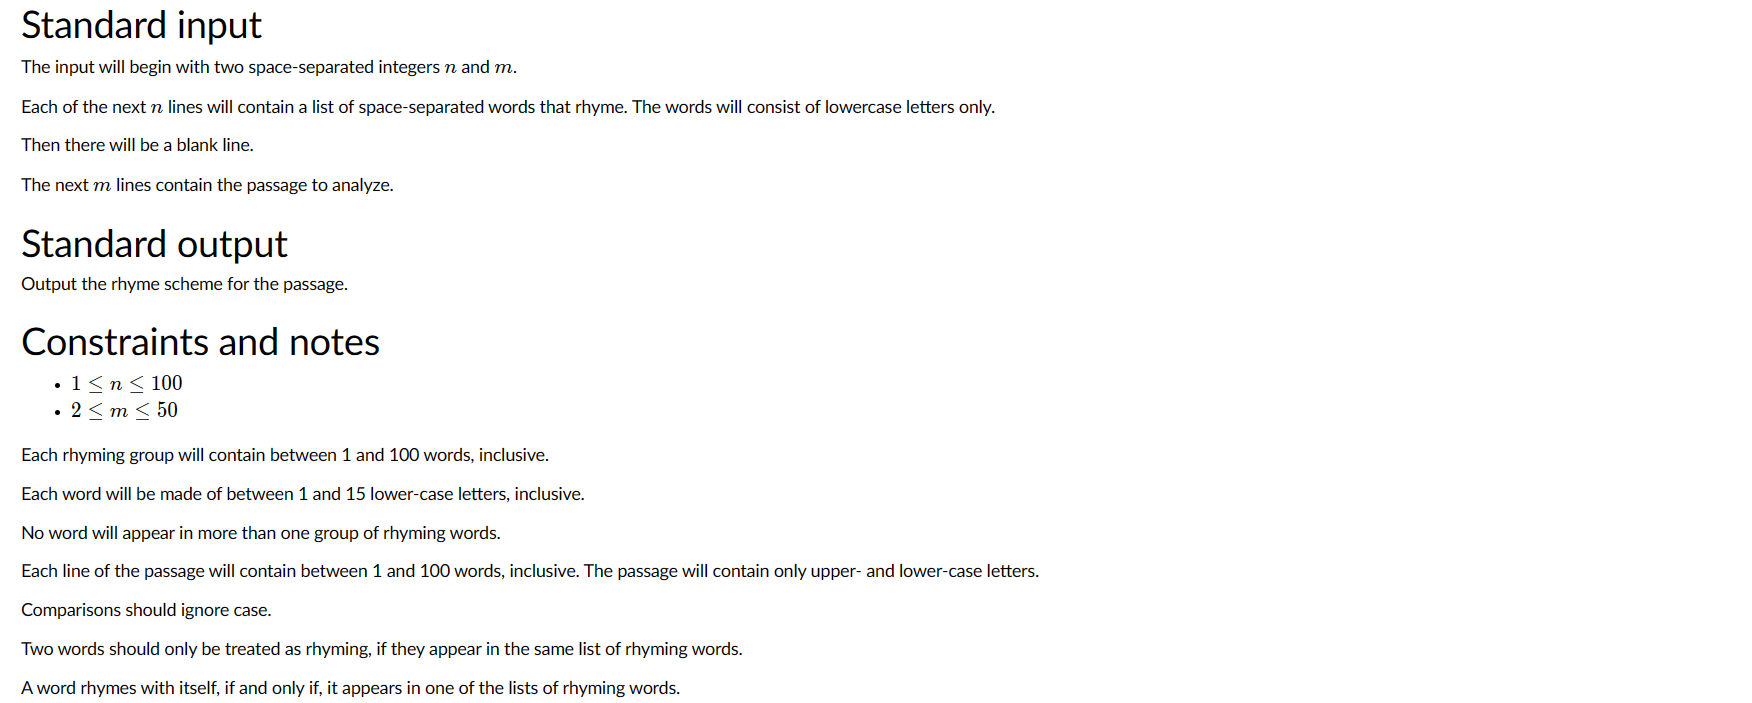 Standard input
The input will begin with two space-separated integers n and m.
Each of the next n lines will contain a list of space-separated words that rhyme. The words will consist of lowercase letters only.
Then there will be a blank line.
The next m lines contain the passage to analyze.
Standard output
Output the rhyme scheme for the passage.
Constraints and notes
• 1 ≤ n ≤ 100
• 2 ≤ m ≤ 50
Each rhyming group will contain between 1 and 100 words, inclusive.
Each word will be made of between 1 and 15 lower-case letters, inclusive.
No word will appear in more than one group of rhyming words.
Each line of the passage will contain between 1 and 100 words, inclusive. The passage will contain only upper- and lower-case letters.
Comparisons should ignore case.
Two words should only be treated as rhyming, if they appear in the same list of rhyming words.
A word rhymes with itself, if and only if, it appears in one of the lists of rhyming words.